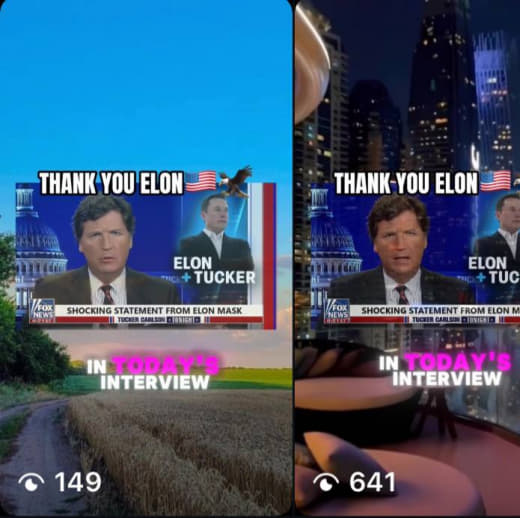 THANK YOU ELON
ELON
+ TUCKER
FOX
NEWS
SHOCKING STATEMENT FROM ELON MASK
TUCKER CARLSON TONIGHT
IN TODAY'S
INTERVIEW
149
THANK YOU ELON
ELON
+ TUC
FOX
NEWS
SHOCKING STATEMENT FROM ELON M
TUCKER CARLSON TONIGHT
IN TODAY'S
INTERVIEW
641